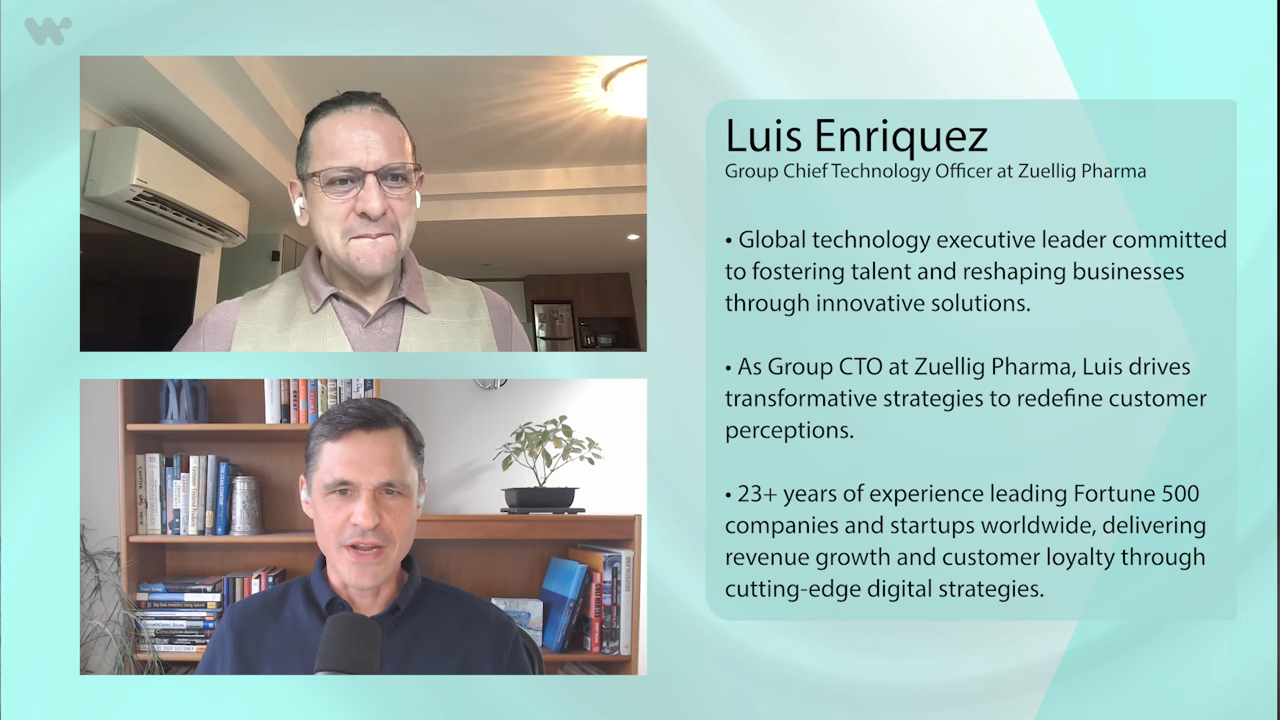 Luis Enriquez
Group Chief Technology Officer at Zuellig Pharma
• Global technology executive leader committed
to fostering talent and reshaping businesses
through innovative solutions.
• As Group CTO at Zuellig Pharma, Luis drives
transformative strategies to redefine customer
perceptions.
• 23+ years of experience leading Fortune 500
companies and startups worldwide, delivering
revenue growth and customer loyalty through
cutting-edge digital strategies.